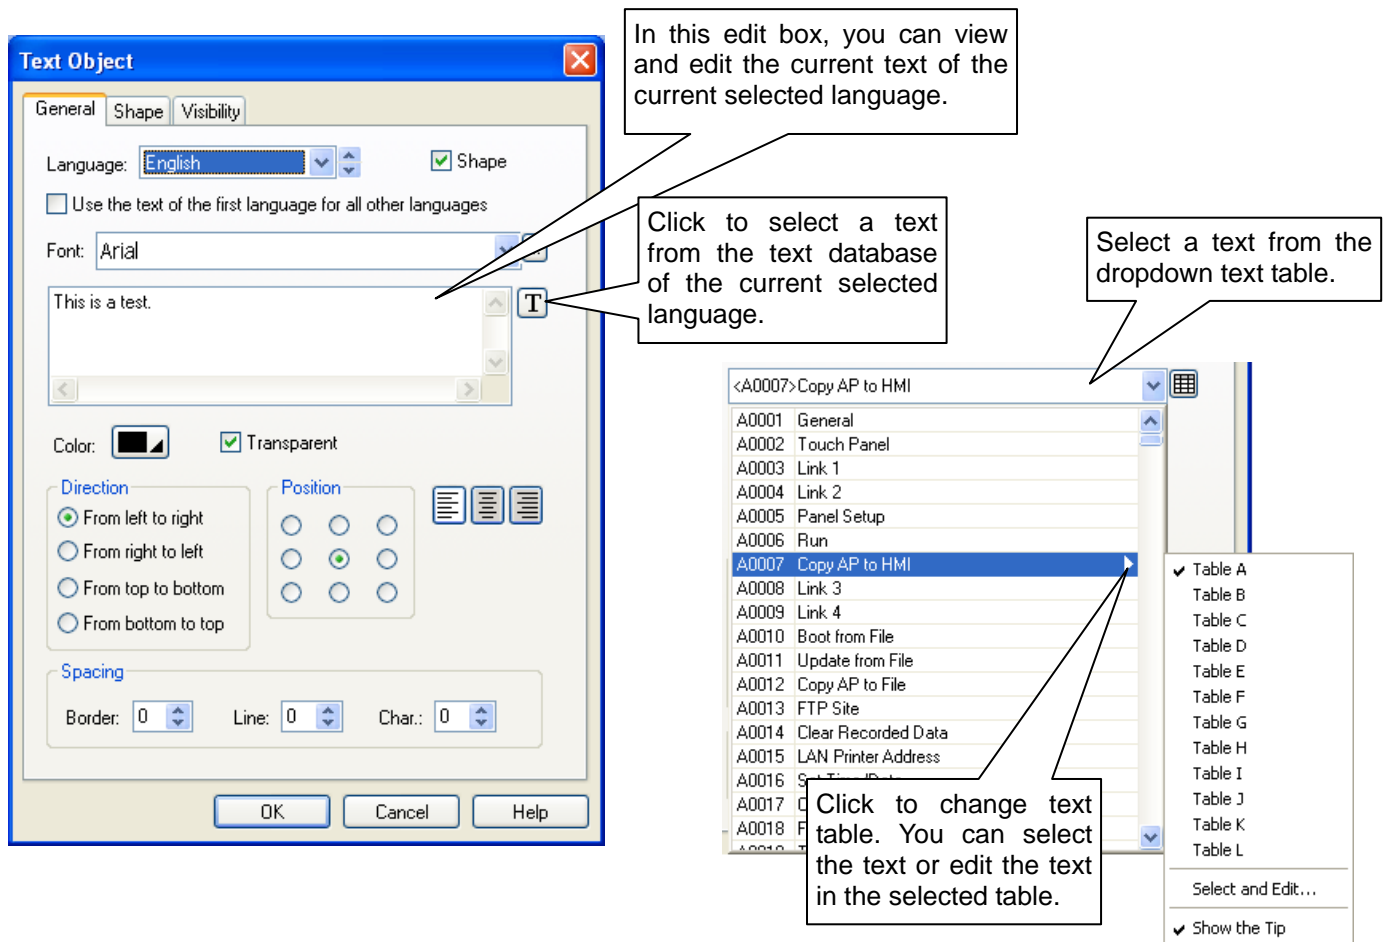 Text Object
General Shape Visibility
Language: English Shape
Use the text of the first language for all other languages
Font: Arial
This is a test.
T
Color: Transparent
Direction
From left to right
From right to left
From top to bottom
From bottom to top
Position
Spacing
Border: 0 Line: 0 Char.: 0
OK Cancel Help
In this edit box, you can view
and edit the current text of the
current selected language.
Click to select a text
from the text database
of the current selected
language.
Select a text from the
dropdown text table.
<A0007>Copy AP to HMI
A0001 General
A0002 Touch Panel
A0003 Link 1
A0004 Link 2
A0005 Panel Setup
A0006 Run
A0007 Copy AP to HMI
A0008 Link 3
A0009 Link 4
A0010 Boot from File
A0011 Update from File
A0012 Copy AP to File
A0013 FTP Site
A0014 Clear Recorded Data
A0015 LAN Printer Address
A0016
A0017
A0018
Click to change text
table. You can select
the text or edit the text
in the selected table.
Table A
Table B
Table C
Table D
Table E
Table F
Table G
Table H
Table I
Table J
Table K
Table L
Select and Edit...
Show the Tip